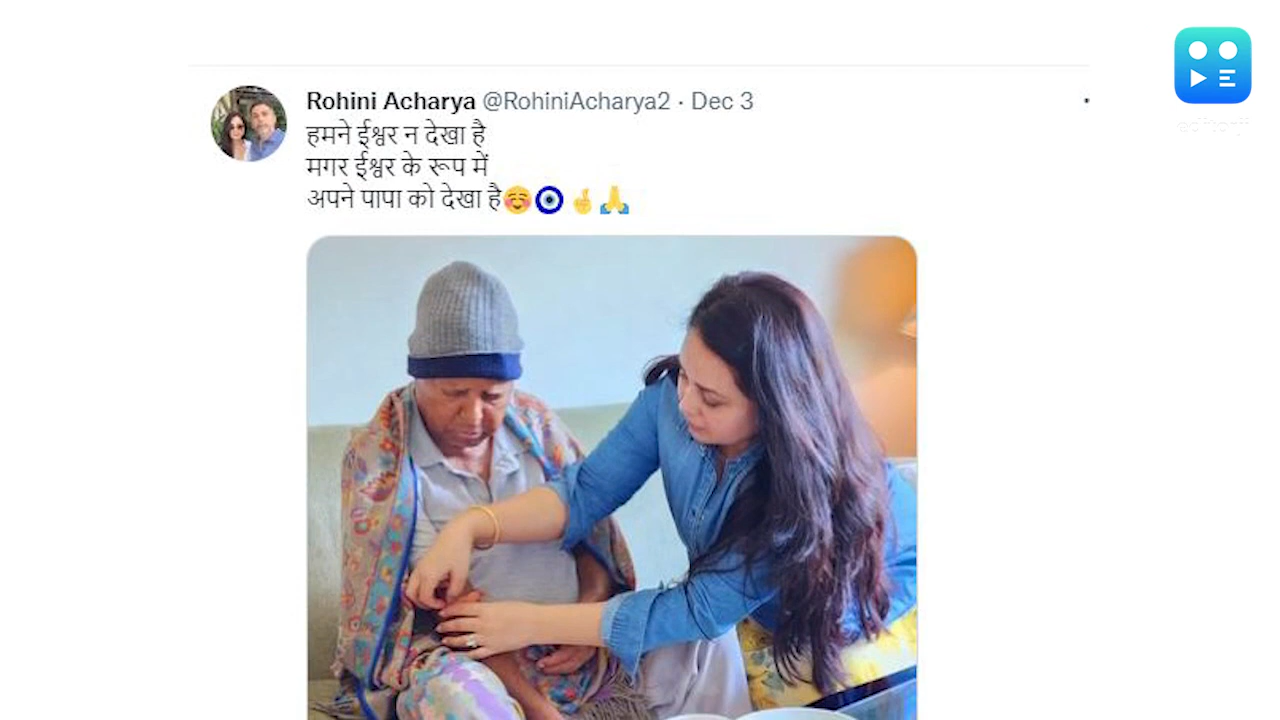 Rohini Acharya @RohiniAcharya2 · Dec 3
हमने ईश्वर न देखा है
मगर ईश्वर के रूप में
अपने पापा को देखा है☺️🧿🤞🙏